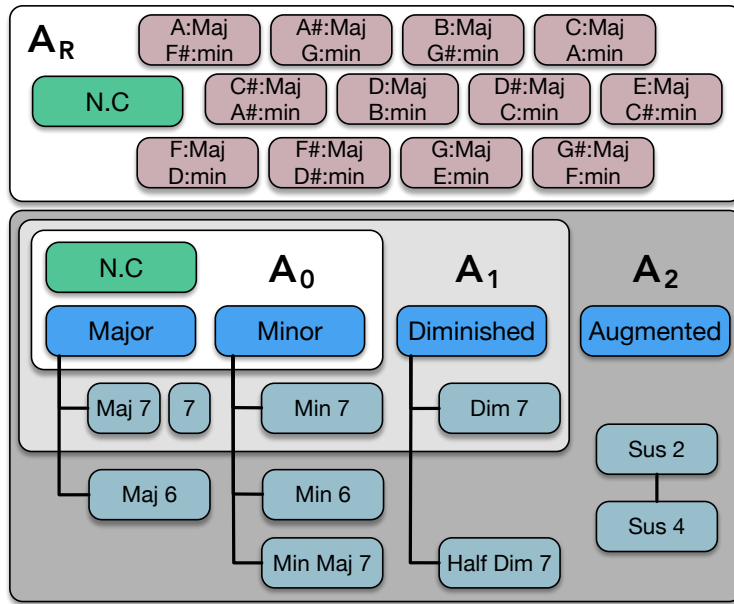 A_R
A:Maj
F#:min
A#:Maj
G:min
B:Maj
G#:min
C:Maj
A:min
N.C
C#:Maj
A#:min
D:Maj
B:min
D#:Maj
C:min
E:Maj
C#:min
F:Maj
D:min
F#:Maj
D#:min
G:Maj
E:min
G#:Maj
F:min
N.C
A_0
A_1
A_2
Major
Minor
Diminished
Augmented
Maj 7
7
Min 7
Dim 7
Sus 2
Maj 6
Min 6
Sus 4
Min Maj 7
Half Dim 7